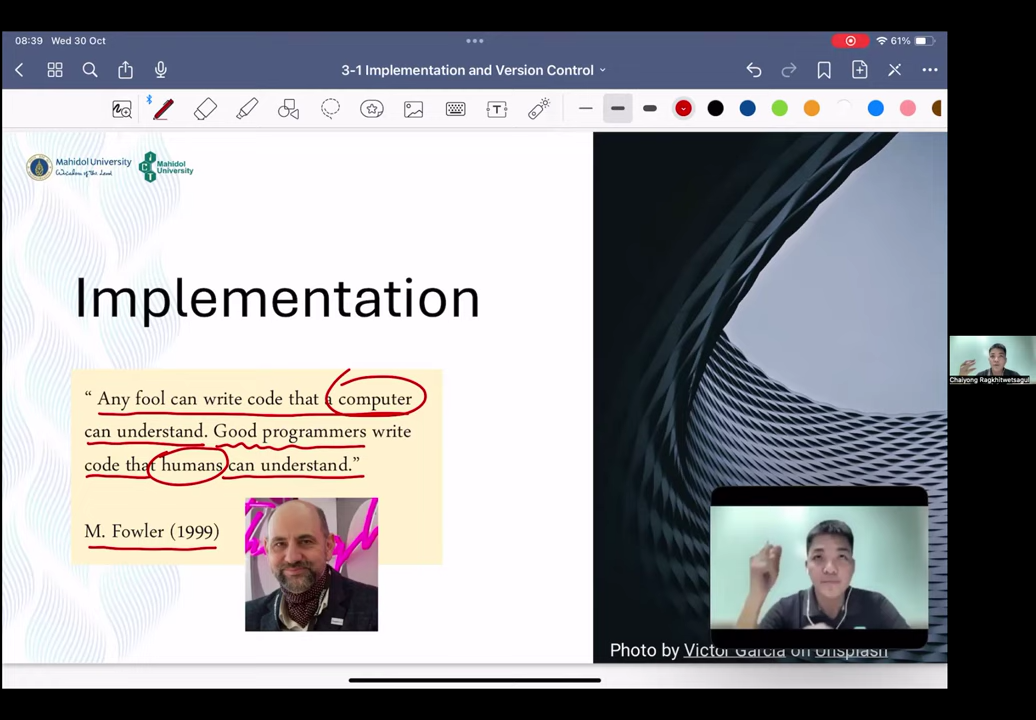 08:39 Wed 30 Oct
61%
3-1 Implementation and Version Control
T
Mahidol University
Wisdom of the Land
ICT
Mahidol
University
Implementation
“ Any fool can write code that a computer
can understand. Good programmers write
code that humans can understand.”
M. Fowler (1999)
Photo by Victor Garcia on Unsplash
Chaiyong Ragkhitwetsagul